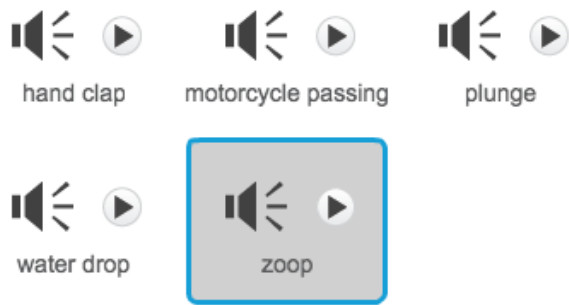 hand clap
motorcycle passing
plunge
water drop
zoop